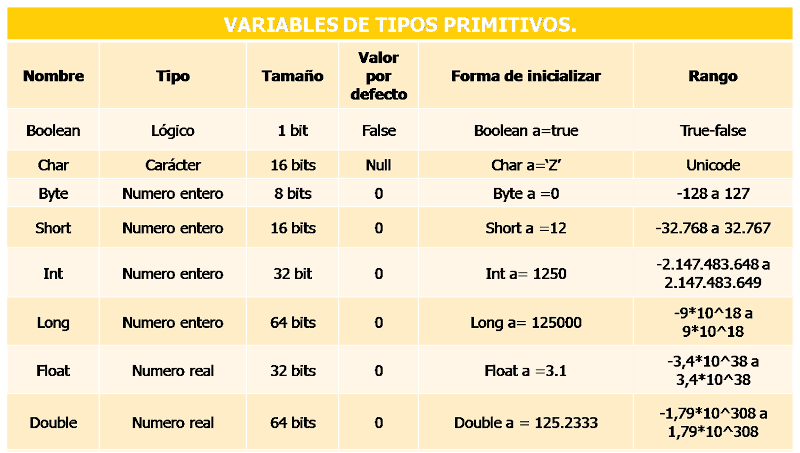 VARIABLES DE TIPOS PRIMITIVOS.
Nombre Tipo Tamaño Valor por defecto Forma de inicializar Rango
Boolean Lógico 1 bit False Boolean a=true True-false
Char Carácter 16 bits Null Char a=‘Z’ Unicode
Byte Numero entero 8 bits 0 Byte a =0 -128 a 127
Short Numero entero 16 bits 0 Short a =12 -32.768 a 32.767
Int Numero entero 32 bit 0 Int a= 1250 -2.147.483.648 a 2.147.483.649
Long Numero entero 64 bits 0 Long a= 125000 -9*10^18 a 9*10^18
Float Numero real 32 bits 0 Float a =3.1 -3,4*10^38 a 3,4*10^38
Double Numero real 64 bits 0 Double a = 125.2333 -1,79*10^308 a 1,79*10^308